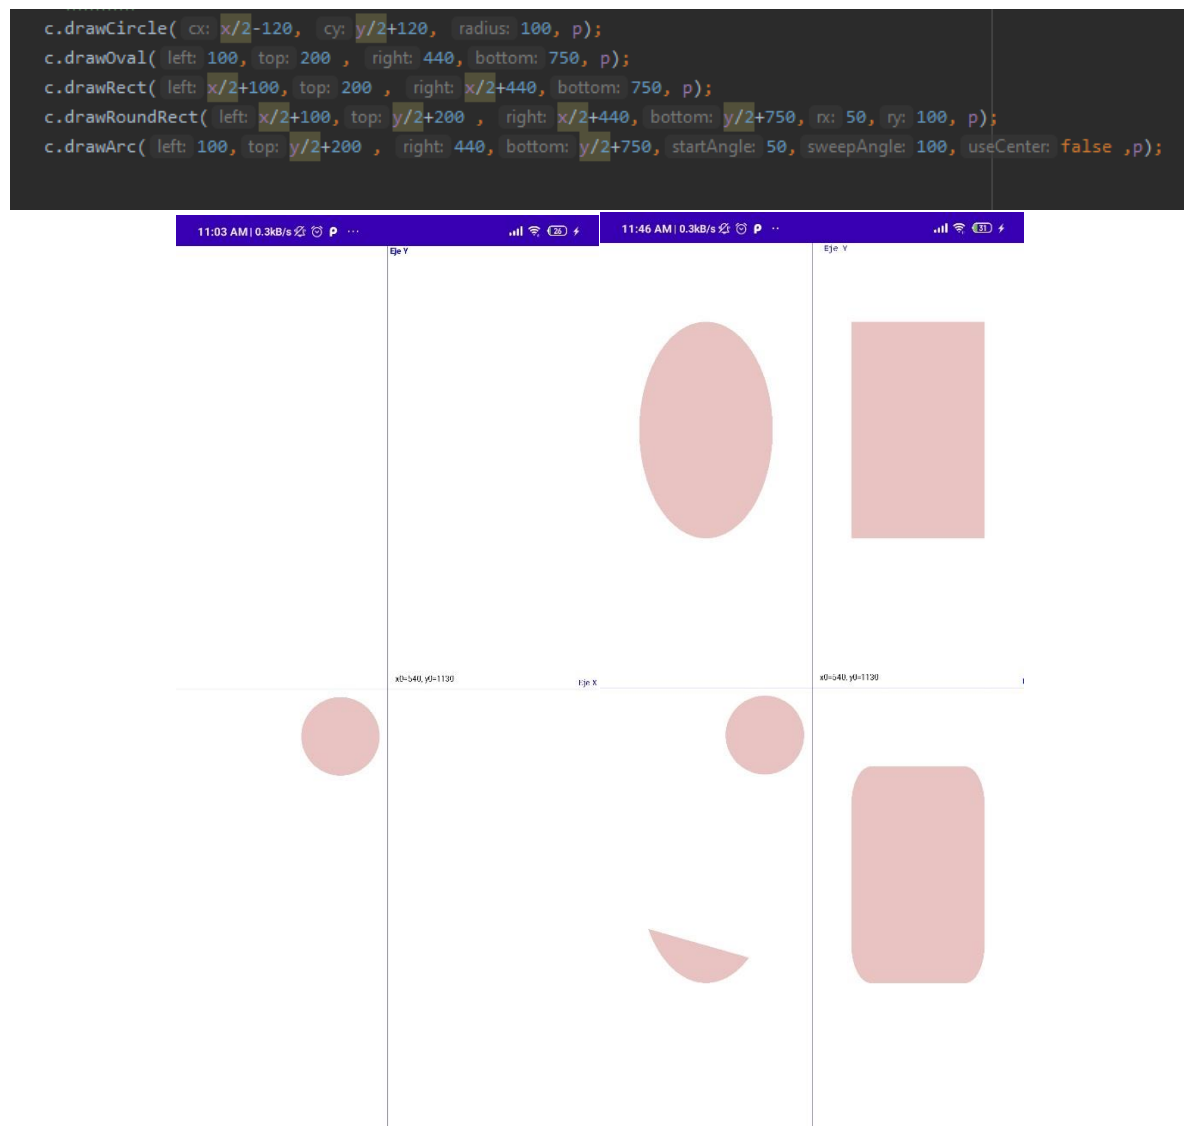 c.drawCircle( cx: x/2-120, cy: y/2+120, radius: 100, p);
c.drawOval( left: 100, top: 200 , right: 440, bottom: 750, p);
c.drawRect( left: x/2+100, top: 200 , right: x/2+440, bottom: 750, p);
c.drawRoundRect( left: x/2+100, top: y/2+200 , right: x/2+440, bottom: y/2+750, rx: 50, ry: 100, p);
c.drawArc( left: 100, top: y/2+200 , right: 440, bottom: y/2+750, startAngle: 50, sweepAngle: 100, useCenter: false ,p);
11:03 AM | 0.3kB/s P ... 26
Eje Y
x0=540, y0=1130
Eje X
11:46 AM | 0.3kB/s P ·· 31
Eje Y
x0=540, y0=1130